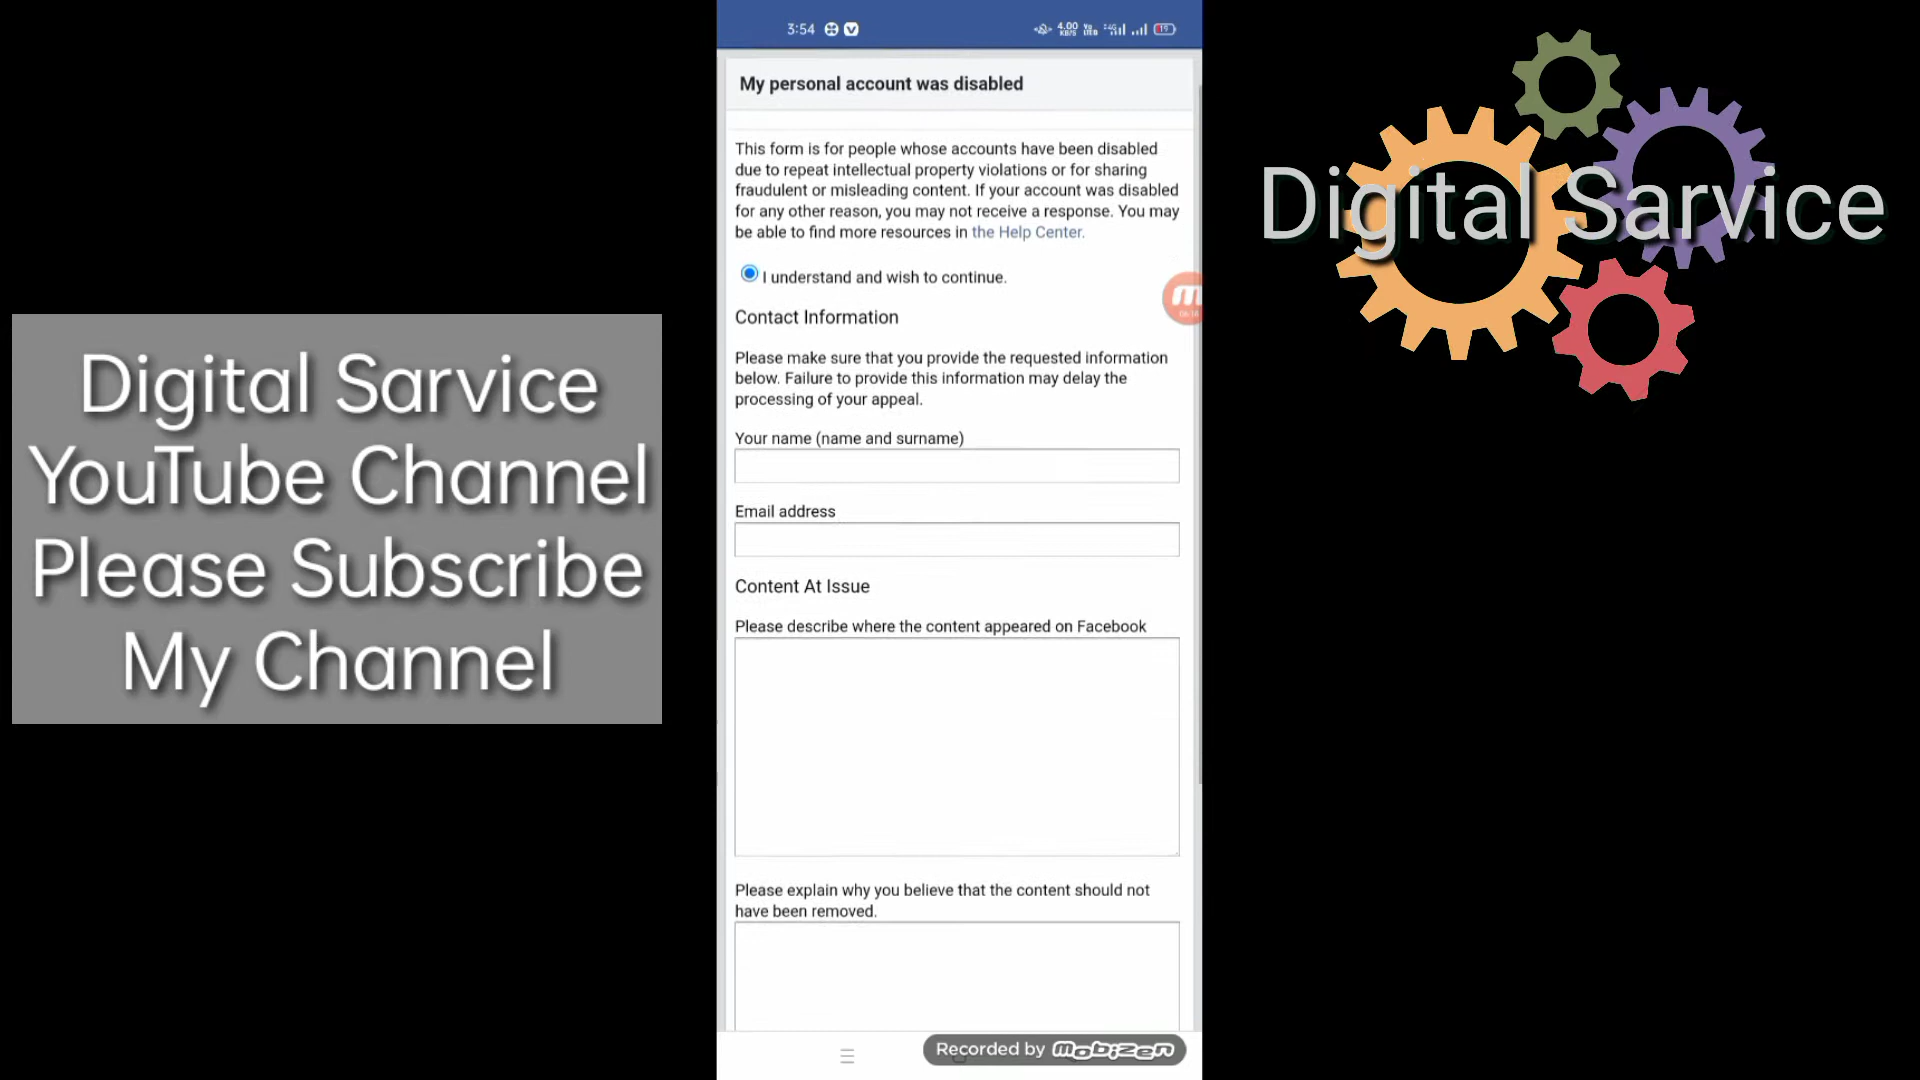 Digital Sarvice
YouTube Channel
Please Subscribe
My Channel
3:54
4.00
KB/S
19
My personal account was disabled
This form is for people whose accounts have been disabled
due to repeat intellectual property violations or for sharing
fraudulent or misleading content. If your account was disabled
for any other reason, you may not receive a response. You may
be able to find more resources in the Help Center.
I understand and wish to continue.
06:18
Contact Information
Please make sure that you provide the requested information
below. Failure to provide this information may delay the
processing of your appeal.
Your name (name and surname)
Email address
Content At Issue
Please describe where the content appeared on Facebook
Please explain why you believe that the content should not
have been removed.
Recorded by mobizen
Digital Sarvice